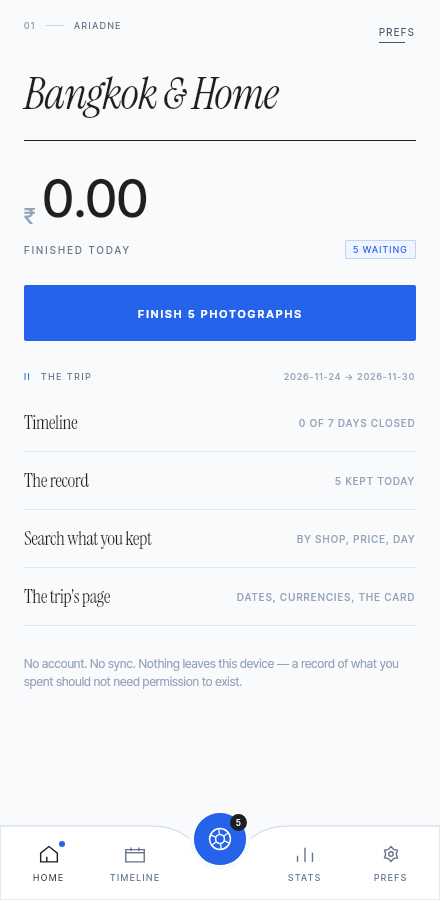 01 ARIADNE
PREFS
Bangkok & Home
₹ 0.00
FINISHED TODAY
5 WAITING
FINISH 5 PHOTOGRAPHS
II THE TRIP
2026-11-24 → 2026-11-30
Timeline
0 OF 7 DAYS CLOSED
The record
5 KEPT TODAY
Search what you kept
BY SHOP, PRICE, DAY
The trip's page
DATES, CURRENCIES, THE CARD
No account. No sync. Nothing leaves this device — a record of what you
spent should not need permission to exist.
5
HOME
TIMELINE
STATS
PREFS